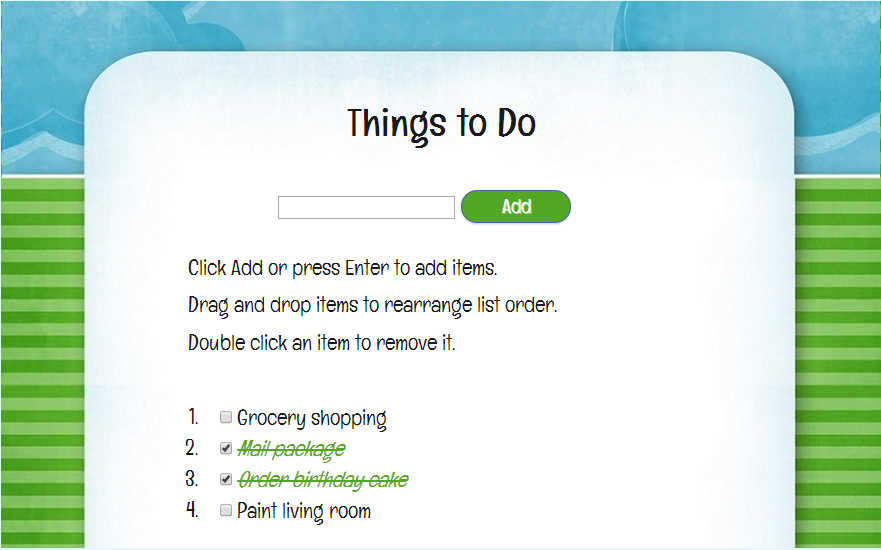 Things to Do
Add
Click Add or press Enter to add items.
Drag and drop items to rearrange list order.
Double click an item to remove it.
1. Grocery shopping
2. Mail package
3. Order birthday cake
4. Paint living room